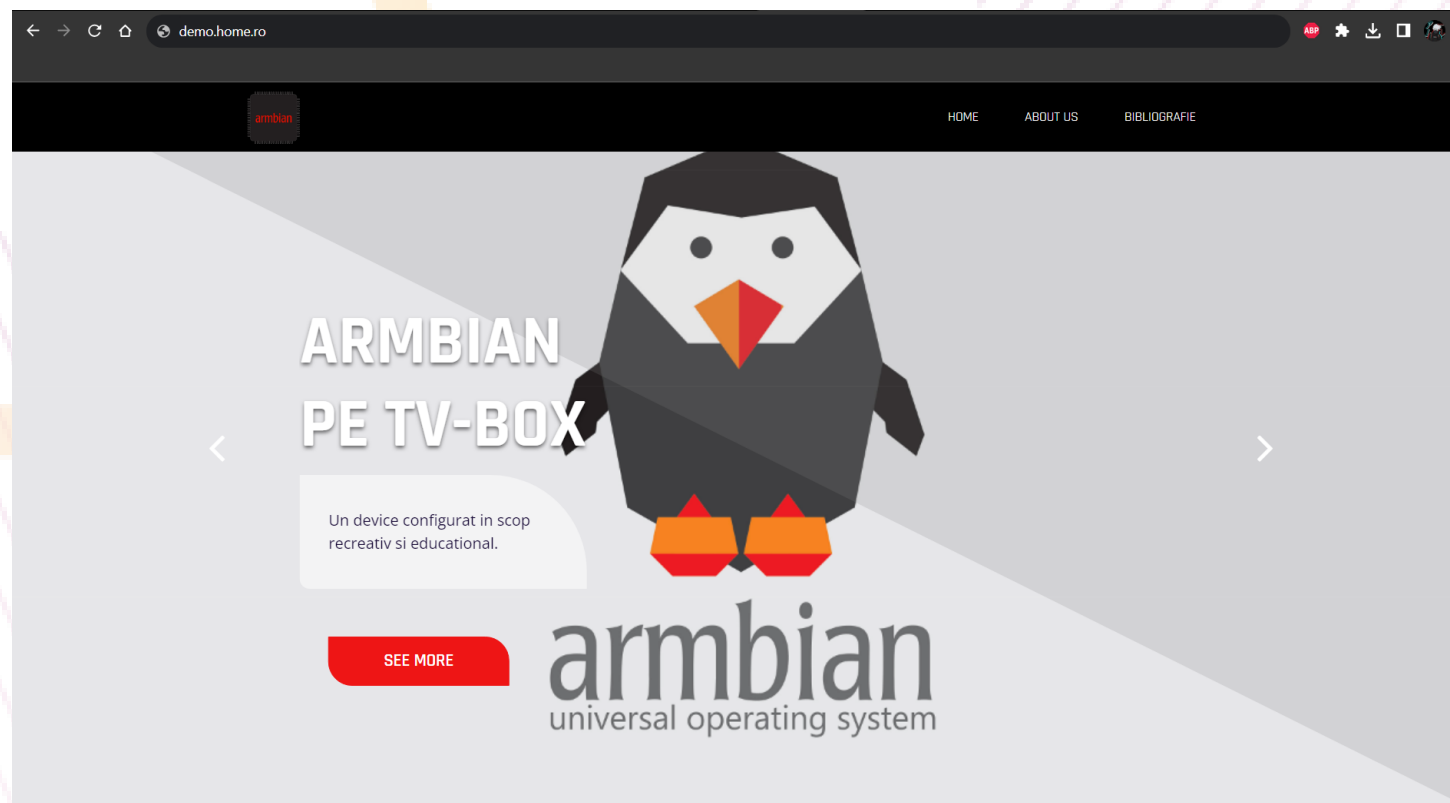 demo.home.ro
ABP
armbian
HOME
ABOUT US
BIBLIOGRAFIE
ARMBIAN
PE TV-BOX
Un device configurat in scop
recreativ si educational.
SEE MORE
armbian
universal operating system